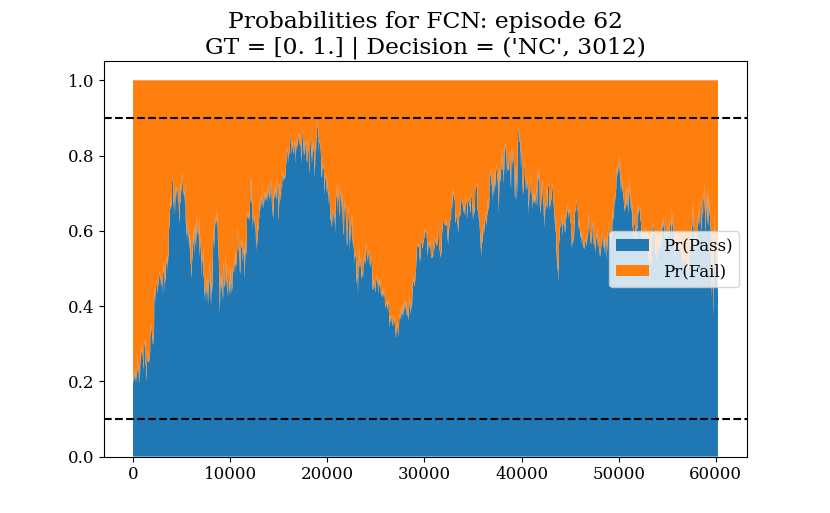 Probabilities for FCN: episode 62
GT = [0. 1.] | Decision = ('NC', 3012)
1.0
0.8
0.6
0.4
0.2
0.0
Pr(Pass)
Pr(Fail)
0 10000 20000 30000 40000 50000 60000